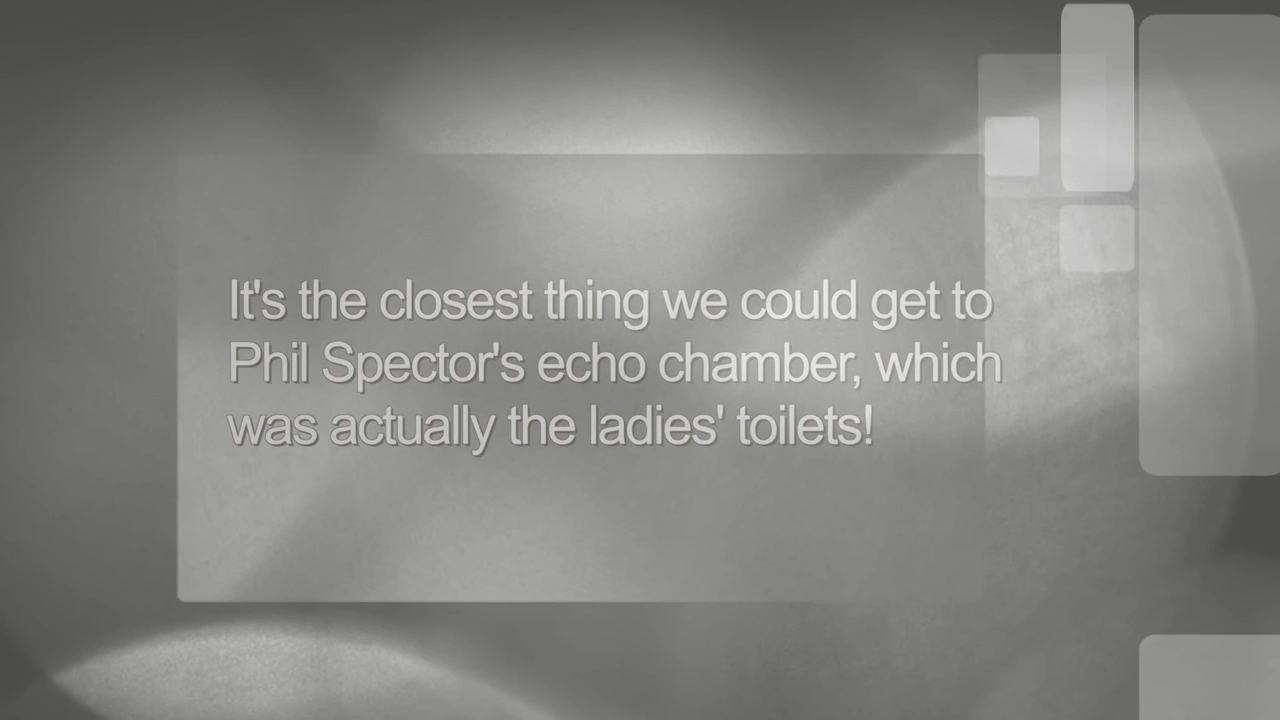 It's the closest thing we could get to
Phil Spector's echo chamber, which
was actually the ladies' toilets!